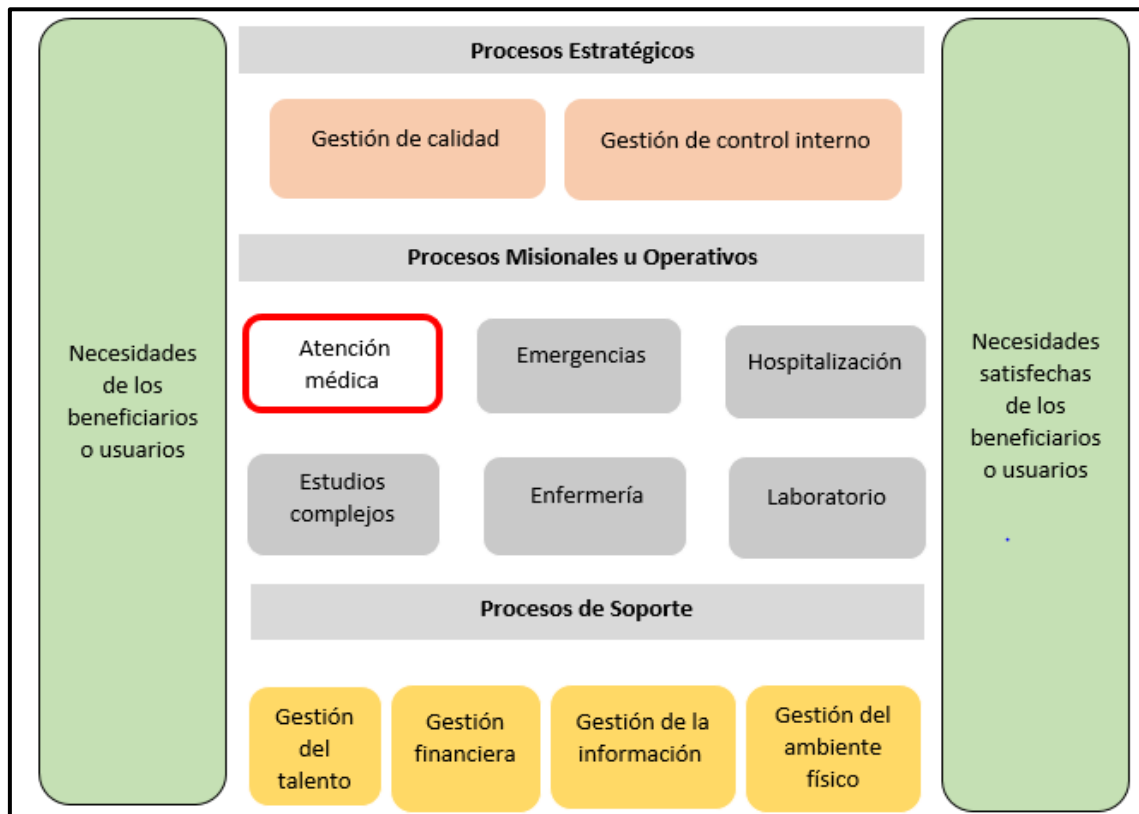 Necesidades
de los
beneficiarios
o usuarios
Procesos Estratégicos
Gestión de calidad
Gestión de control interno
Procesos Misionales u Operativos
Atención
médica
Emergencias
Hospitalización
Estudios
complejos
Enfermería
Laboratorio
Procesos de Soporte
Gestión
del
talento
Gestión
financiera
Gestión de la
información
Gestión del
ambiente
físico
Necesidades
satisfechas
de los
beneficiarios
o usuarios